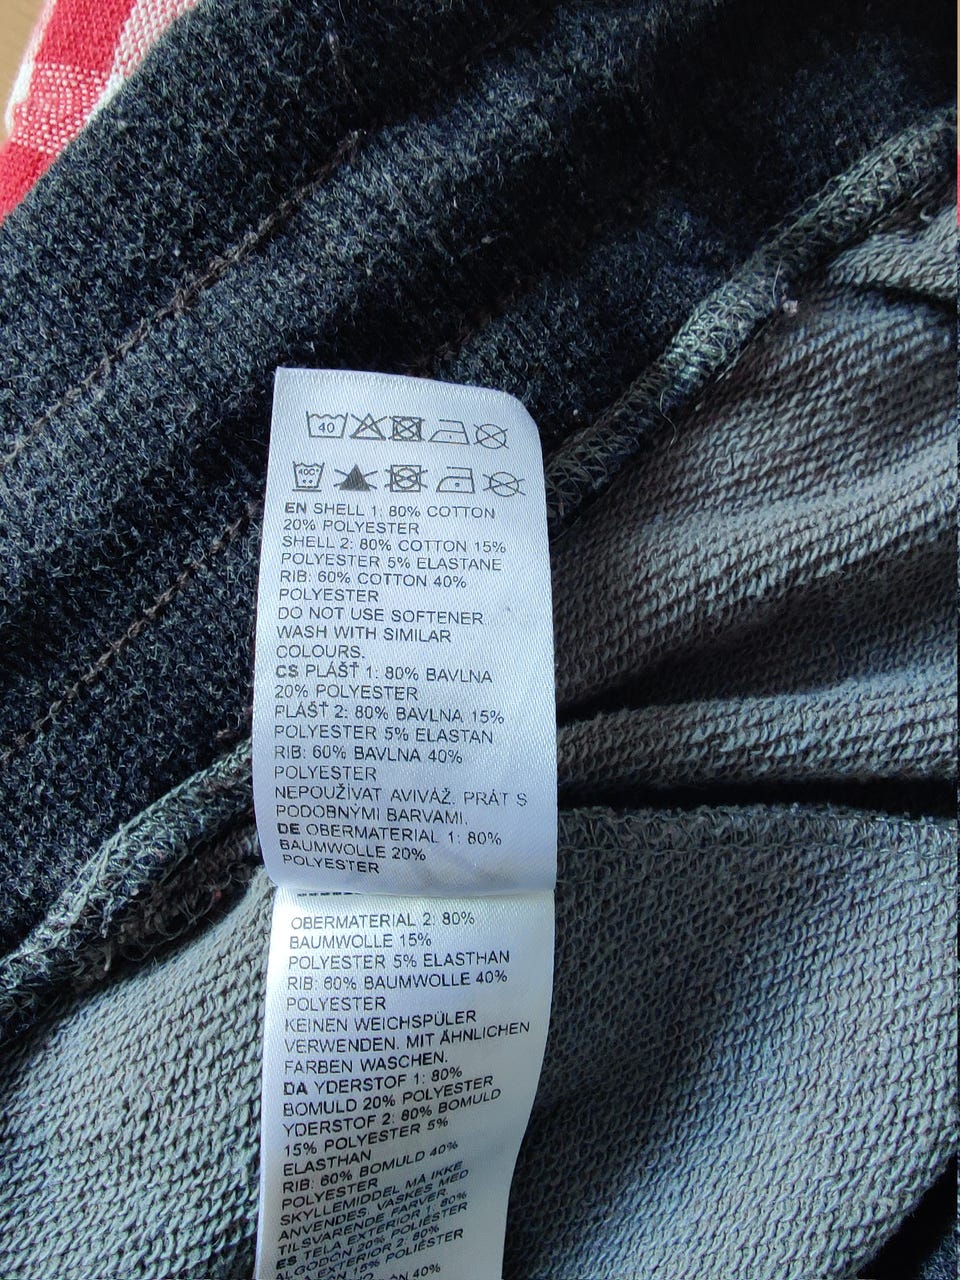 40
40C°
EN SHELL 1: 80% COTTON
20% POLYESTER
SHELL 2: 80% COTTON 15%
POLYESTER 5% ELASTANE
RIB: 60% COTTON 40%
POLYESTER
DO NOT USE SOFTENER
WASH WITH SIMILAR
COLOURS.
CS PLÁŠŤ 1: 80% BAVLNA
20% POLYESTER
PLÁŠŤ 2: 80% BAVLNA 15%
POLYESTER 5% ELASTAN
RIB: 60% BAVLNA 40%
POLYESTER
NEPOUŽÍVAT AVIVÁŽ. PRÁT S
PODOBNÝMI BARVAMI.
DE OBERMATERIAL 1: 80%
BAUMWOLLE 20%
POLYESTER
OBERMATERIAL 2: 80%
BAUMWOLLE 15%
POLYESTER 5% ELASTHAN
RIB: 60% BAUMWOLLE 40%
POLYESTER
KEINEN WEICHSPÜLER
VERWENDEN. MIT ÄHNLICHEN
FARBEN WASCHEN.
DA YDERSTOF 1: 80%
BOMULD 20% POLYESTER
YDERSTOF 2: 80% BOMULD
15% POLYESTER 5%
ELASTHAN
RIB: 60% BOMULD 40%
POLYESTER
SKYLLEMIDDEL MÅ IKKE
ANVENDES. VASKES MED
TILSVARENDE FARVER
ES TELA EXTERIOR 1: 80%
ALGODÓN 20% POLIÉSTER
EXTERIOR 2: 80%
15% POLIÉSTER
40%